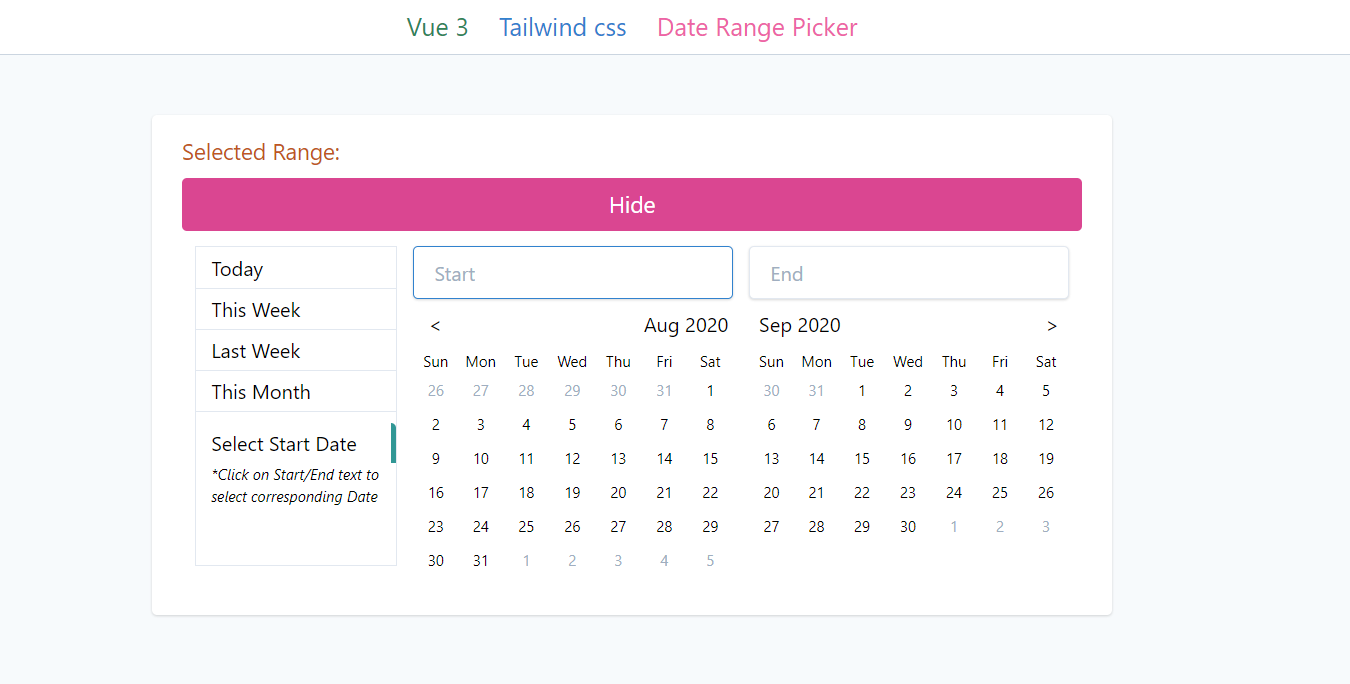 Vue 3 Tailwind css Date Range Picker
Selected Range:
Hide
Today
This Week
Last Week
This Month
Select Start Date
*Click on Start/End text to
select corresponding Date
Start
End
< Aug 2020
Sun Mon Tue Wed Thu Fri Sat
26 27 28 29 30 31 1
2 3 4 5 6 7 8
9 10 11 12 13 14 15
16 17 18 19 20 21 22
23 24 25 26 27 28 29
30 31 1 2 3 4 5
Sep 2020 >
Sun Mon Tue Wed Thu Fri Sat
30 31 1 2 3 4 5
6 7 8 9 10 11 12
13 14 15 16 17 18 19
20 21 22 23 24 25 26
27 28 29 30 1 2 3